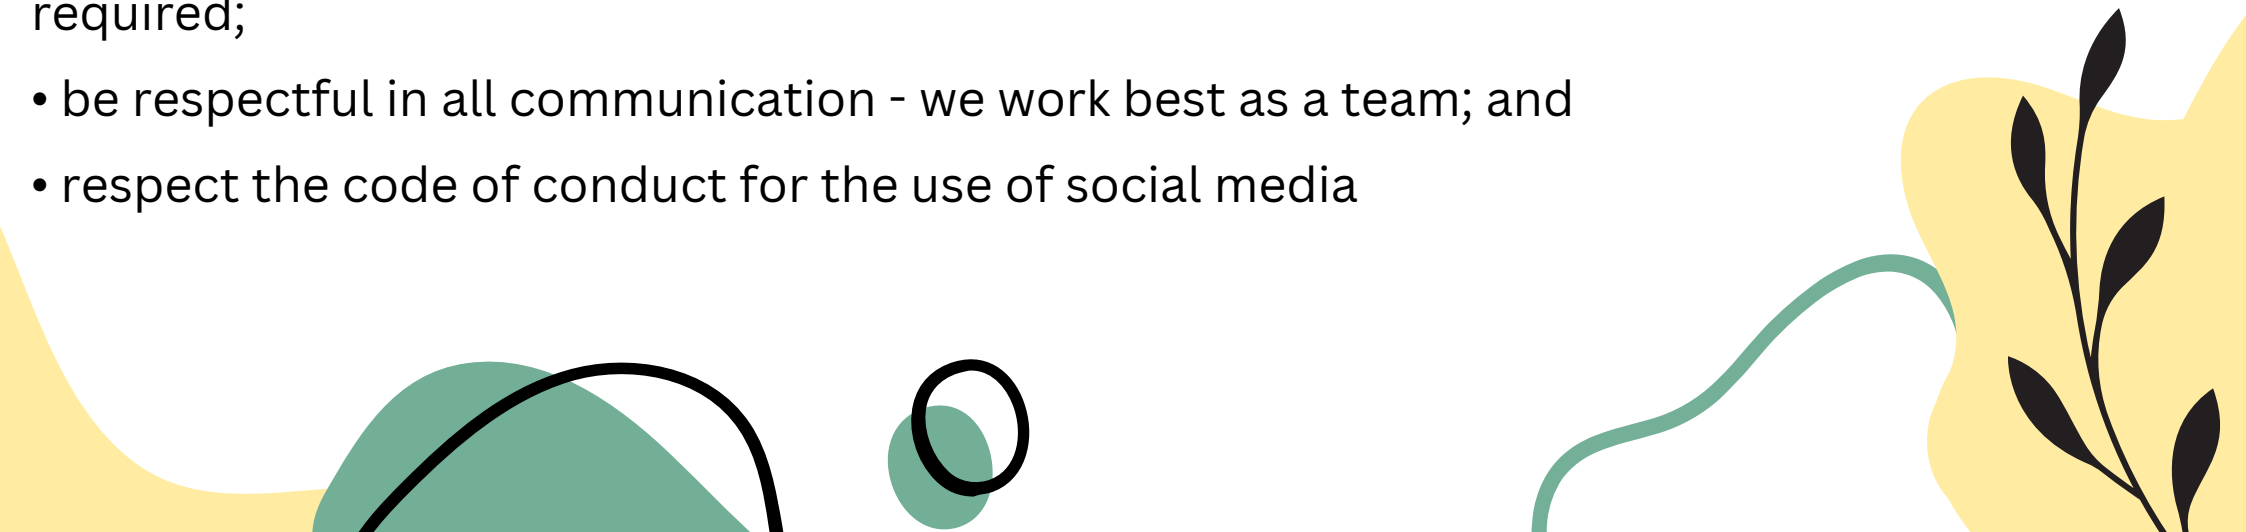 required;
• be respectful in all communication - we work best as a team; and
• respect the code of conduct for the use of social media